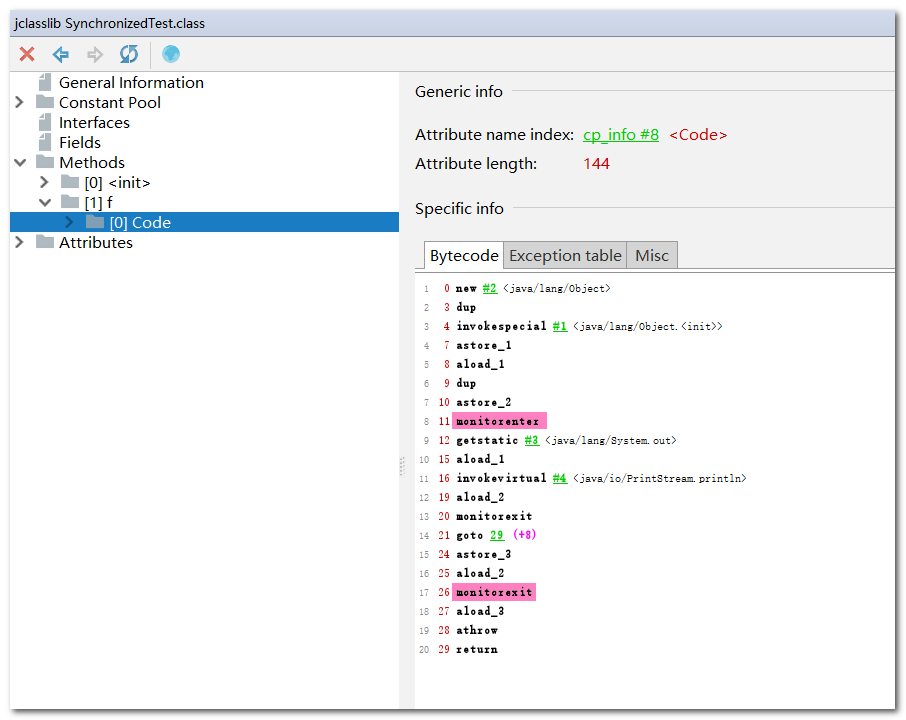 jclasslib SynchronizedTest.class
General Information
Constant Pool
Interfaces
Fields
Methods
[0] <init>
[1] f
[0] Code
Attributes
Generic info
Attribute name index: cp_info #8 <Code>
Attribute length: 144
Specific info
Bytecode Exception table Misc
1 0 new #2 <java/lang/Object>
2 3 dup
3 4 invokespecial #1 <java/lang/Object.<init>>
4 7 astore_1
5 8 aload_1
6 9 dup
7 10 astore_2
8 11 monitorenter
9 12 getstatic #3 <java/lang/System.out>
10 15 aload_1
11 16 invokevirtual #4 <java/io/PrintStream.println>
12 19 aload_2
13 20 monitorexit
14 21 goto 29 (+8)
15 24 astore_3
16 25 aload_2
17 26 monitorexit
18 27 aload_3
19 28 athrow
20 29 return